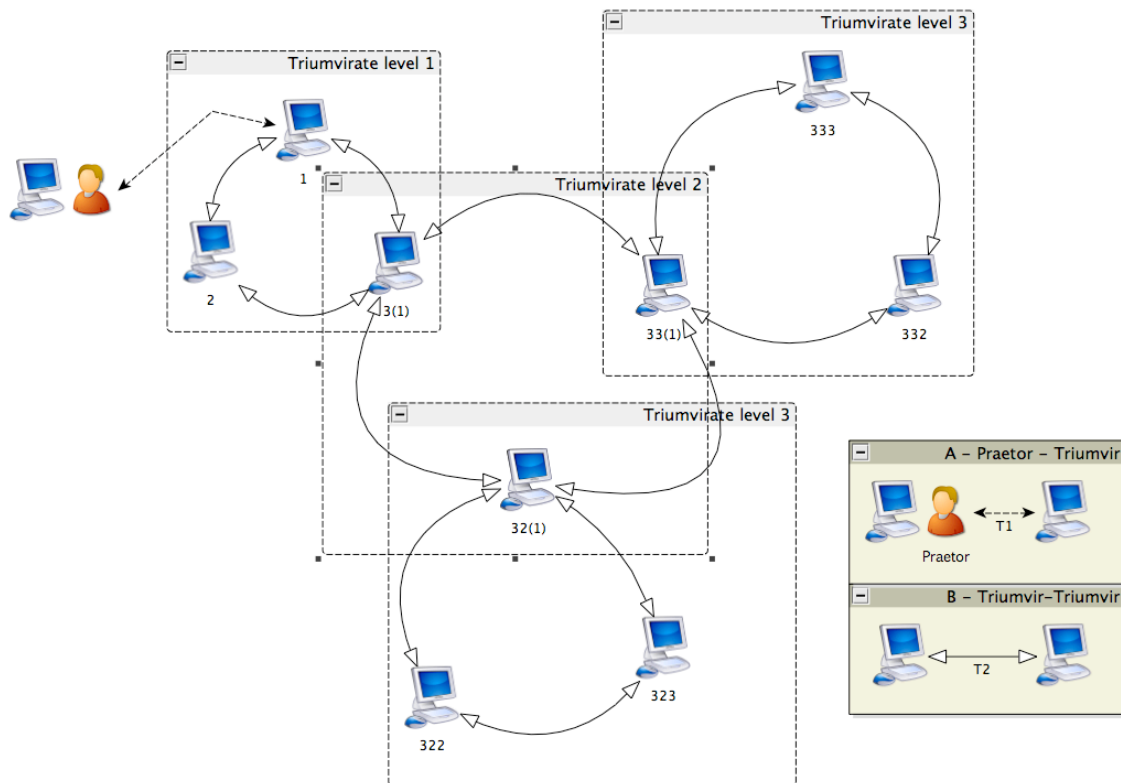 Triumvirate level 3
Triumvirate level 1
333
1
Triumvirate level 2
2
3(1)
33(1)
332
Triumvirate level 3
32(1)
323
322
A - Praetor - Triumvir
T1
Praetor
B - Triumvir-Triumvir
T2